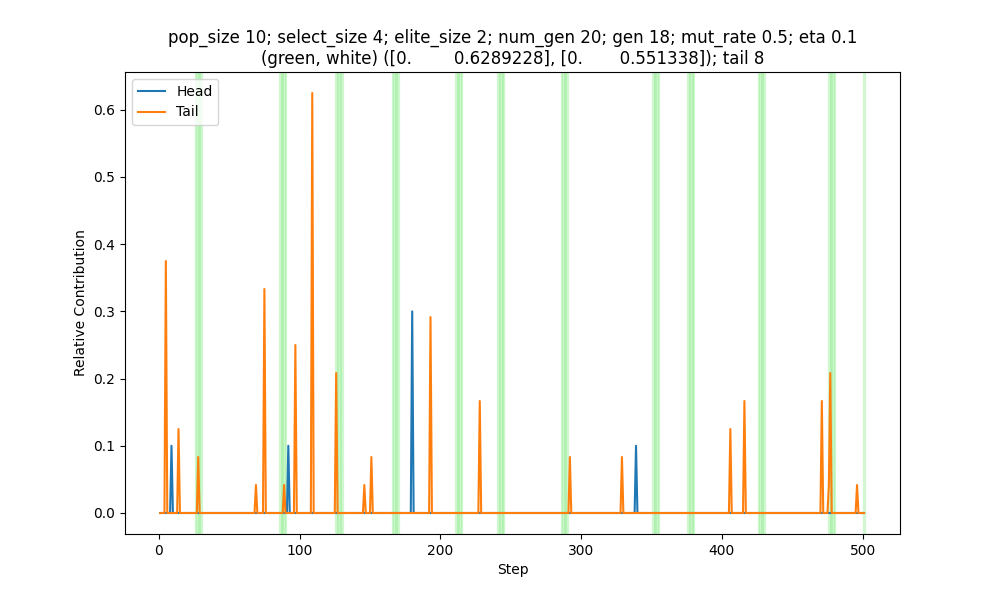 pop_size 10; select_size 4; elite_size 2; num_gen 20; gen 18; mut_rate 0.5; eta 0.1
(green, white) ([0.         0.6289228], [0.       0.551338]); tail 8
Head
Tail
Relative Contribution
0.6
0.5
0.4
0.3
0.2
0.1
0.0
0
100
200
300
400
500
Step